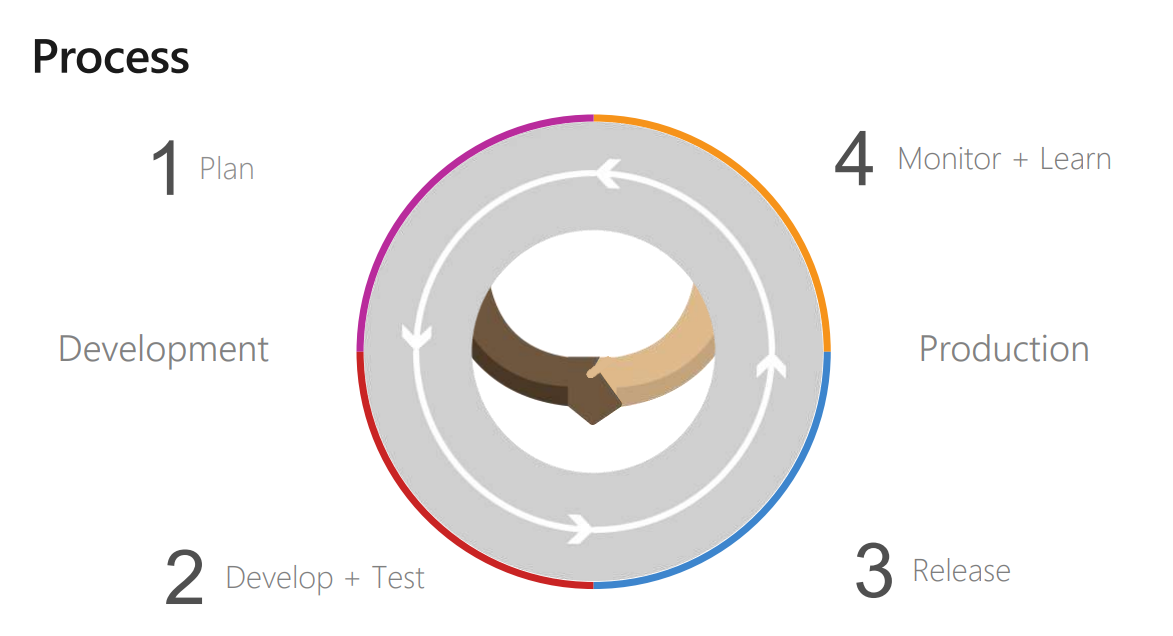 Process
1 Plan
4 Monitor + Learn
Development
Production
2 Develop + Test
3 Release